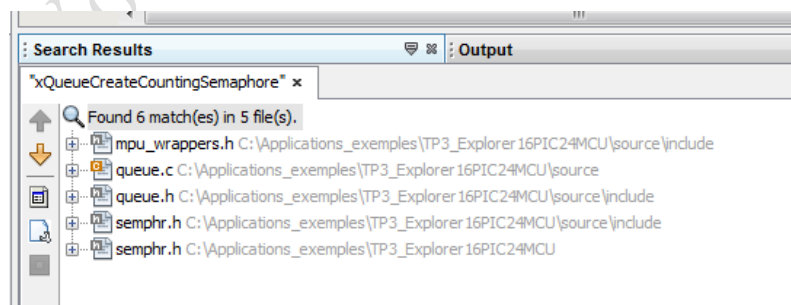 Search Results
Output
"xQueueCreateCountingSemaphore"
Found 6 match(es) in 5 file(s).
mpu_wrappers.h C:\Applications_exemples\TP3_Explorer16PIC24MCU\source\include
queue.c C:\Applications_exemples\TP3_Explorer16PIC24MCU\source
queue.h C:\Applications_exemples\TP3_Explorer16PIC24MCU\source\include
semphr.h C:\Applications_exemples\TP3_Explorer16PIC24MCU\source\include
semphr.h C:\Applications_exemples\TP3_Explorer16PIC24MCU